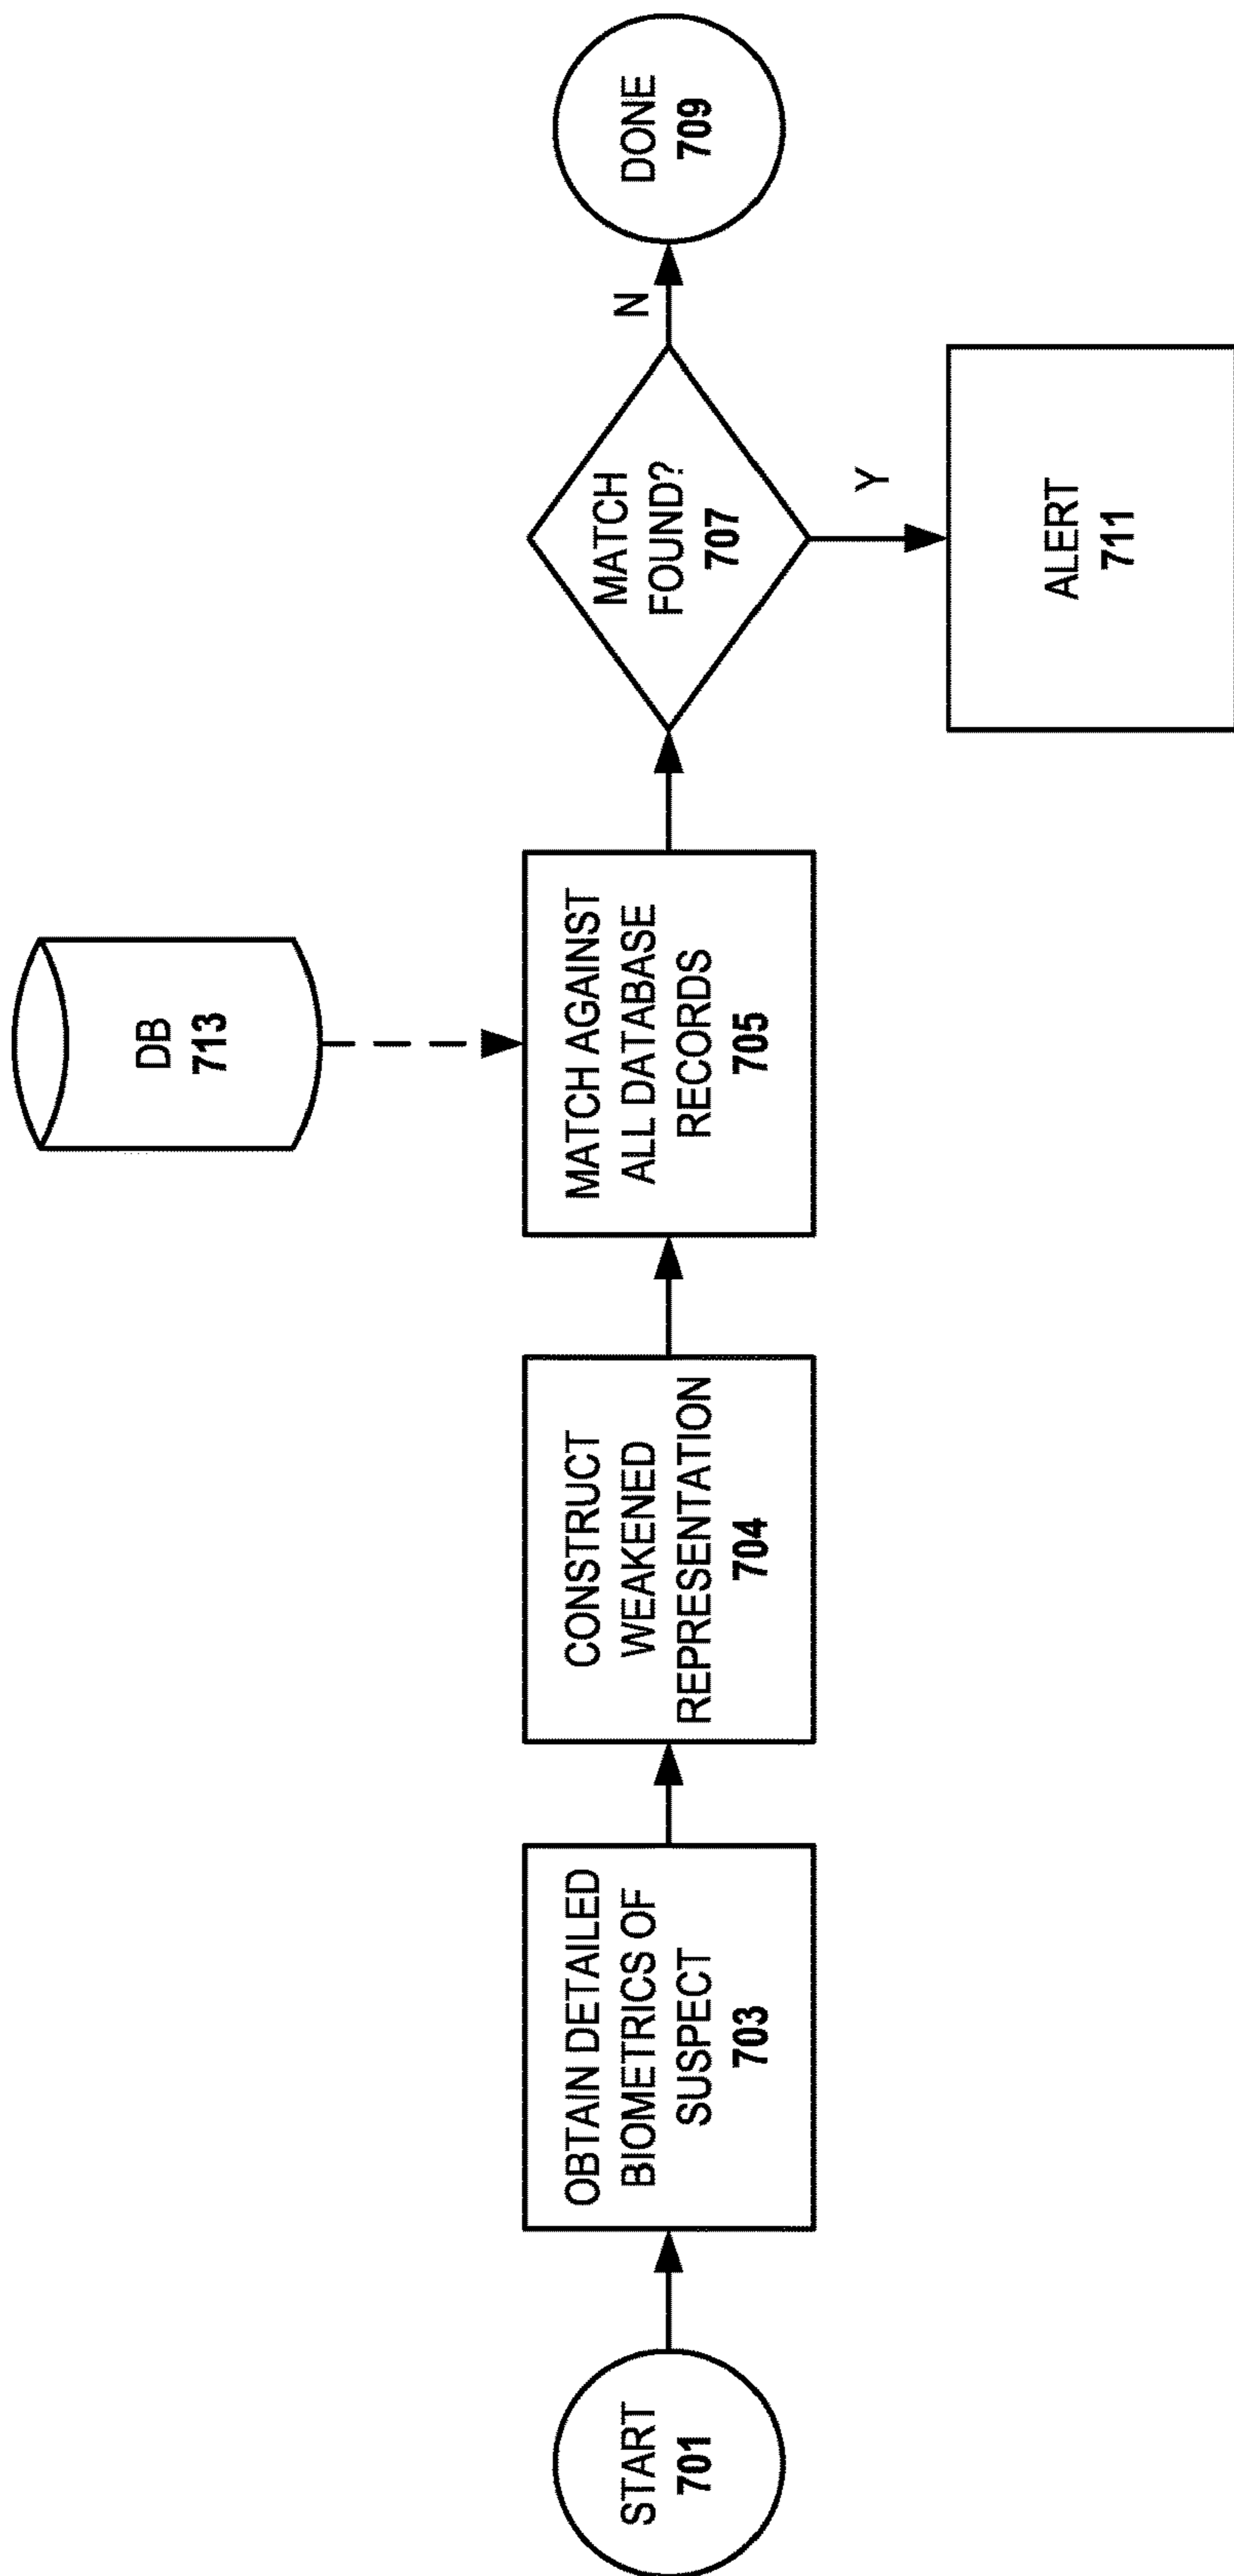 START
701
OBTAIN DETAILED
BIOMETRICS OF
SUSPECT
703
CONSTRUCT
WEAKENED
REPRESENTATION
704
DB
713
MATCH AGAINST
ALL DATABASE
RECORDS
705
MATCH
FOUND?
707
N
DONE
709
Y
ALERT
711